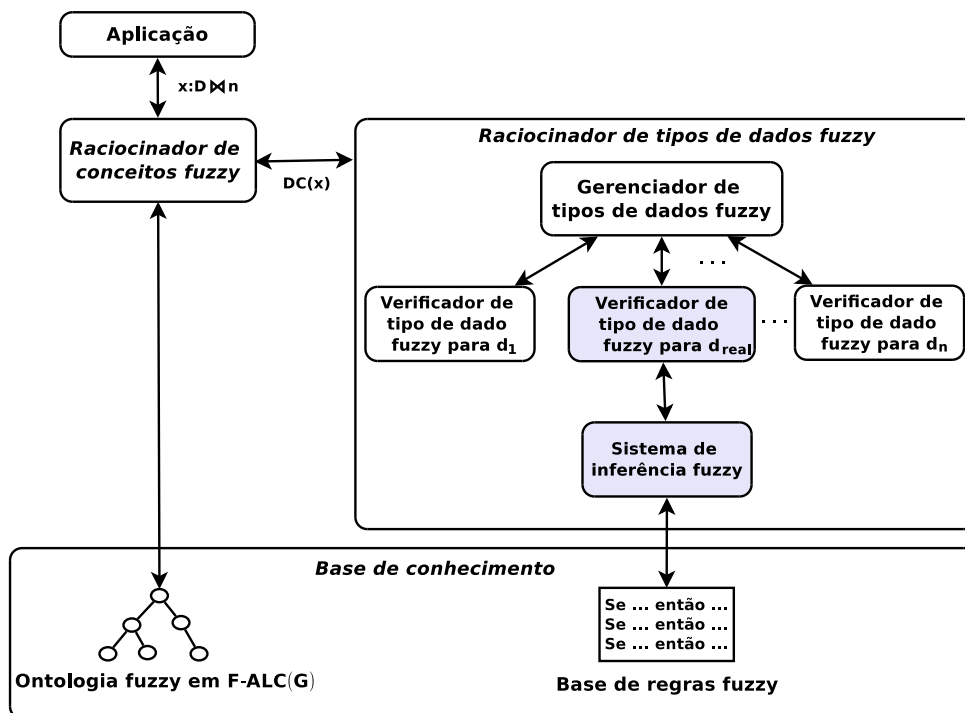 Aplicação
x:D⋈n
Raciocinador de
conceitos fuzzy
DC(x)
Raciocinador de tipos de dados fuzzy
Gerenciador de
tipos de dados fuzzy
. . .
Verificador de
tipo de dado
fuzzy para d1
Verificador de
tipo de dado
fuzzy para dreal
. . .
Verificador de
tipo de dado
fuzzy para dn
Sistema de
inferência fuzzy
Base de conhecimento
Se ... então ...
Se ... então ...
Se ... então ...
Ontologia fuzzy em F-ALC(G)
Base de regras fuzzy